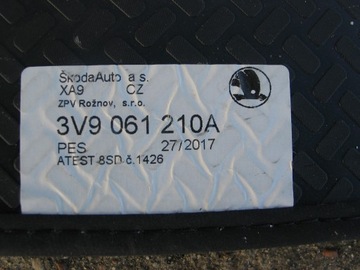 ŠkodaAuto a.s.
XA9 CZ
ZPV Rožnov, s.r.o.
3V9 061 210A
PES 27/2017
ATEST-8SD č.1426